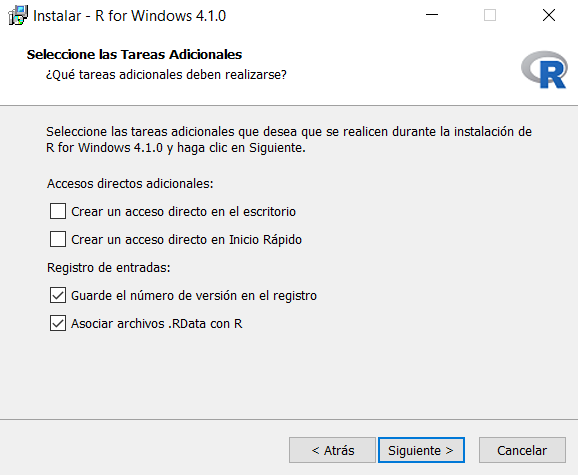 Instalar - R for Windows 4.1.0
Seleccione las Tareas Adicionales
¿Qué tareas adicionales deben realizarse?
R
Seleccione las tareas adicionales que desea que se realicen durante la instalación de
R for Windows 4.1.0 y haga clic en Siguiente.
Accesos directos adicionales:
Crear un acceso directo en el escritorio
Crear un acceso directo en Inicio Rápido
Registro de entradas:
Guarde el número de versión en el registro
Asociar archivos .RData con R
< Atrás
Siguiente >
Cancelar